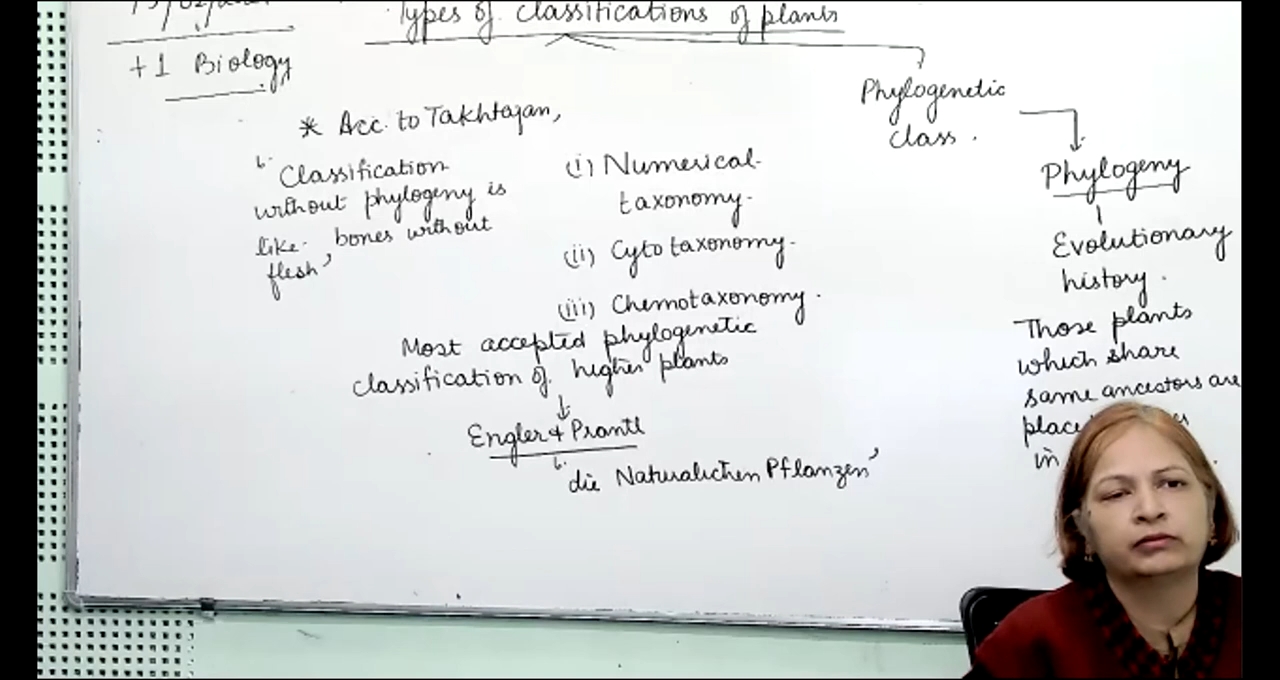 Types of classifications of plants
+1 Biology
Phylogenetic
class.
* Acc. to Takhtajan,
"Classification
without phylogeny is
like bones without
flesh"
(i) Numerical
taxonomy.
(ii) Cytotaxonomy.
(iii) Chemotaxonomy.
Most accepted phylogenetic
classification of higher plants
Engler & Prantl
"die Naturalichen Pflanzen"
Phylogeny
Evolutionary
history.
Those plants
which share
same ancestors are
in